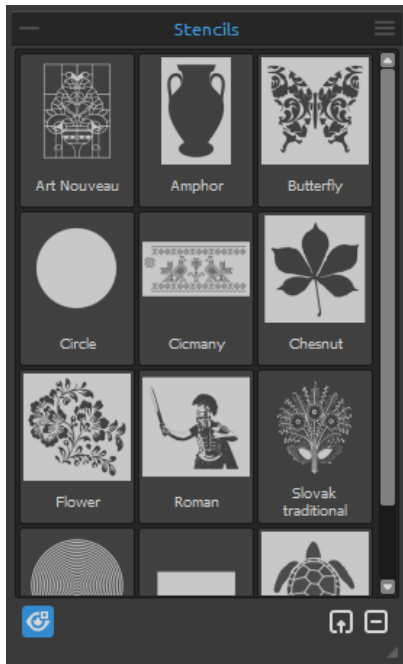 Stencils
Art Nouveau
Amphor
Butterfly
Circle
Cicmany
Chesnut
Flower
Roman
Slovak
traditional